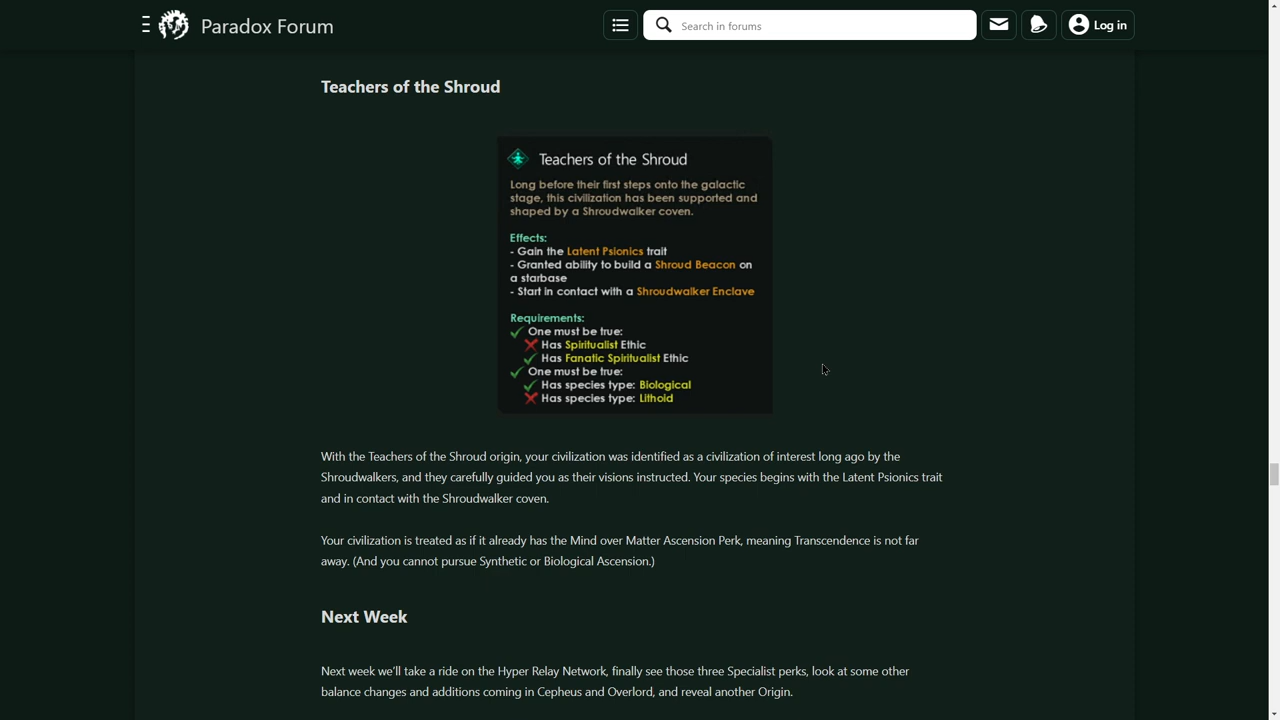 Paradox Forum
Search in forums
Log in
Teachers of the Shroud
Teachers of the Shroud
Long before their first steps onto the galactic
stage, this civilization has been supported and
shaped by a Shroudwalker coven.
Effects:
- Gain the Latent Psionics trait
- Granted ability to build a Shroud Beacon on
a starbase
- Start in contact with a Shroudwalker Enclave
Requirements:
One must be true:
Has Spiritualist Ethic
Has Fanatic Spiritualist Ethic
One must be true:
Has species type: Biological
Has species type: Lithoid
With the Teachers of the Shroud origin, your civilization was identified as a civilization of interest long ago by the
Shroudwalkers, and they carefully guided you as their visions instructed. Your species begins with the Latent Psionics trait
and in contact with the Shroudwalker coven.
Your civilization is treated as if it already has the Mind over Matter Ascension Perk, meaning Transcendence is not far
away. (And you cannot pursue Synthetic or Biological Ascension.)
Next Week
Next week we'll take a ride on the Hyper Relay Network, finally see those three Specialist perks, look at some other
balance changes and additions coming in Cepheus and Overlord, and reveal another Origin.